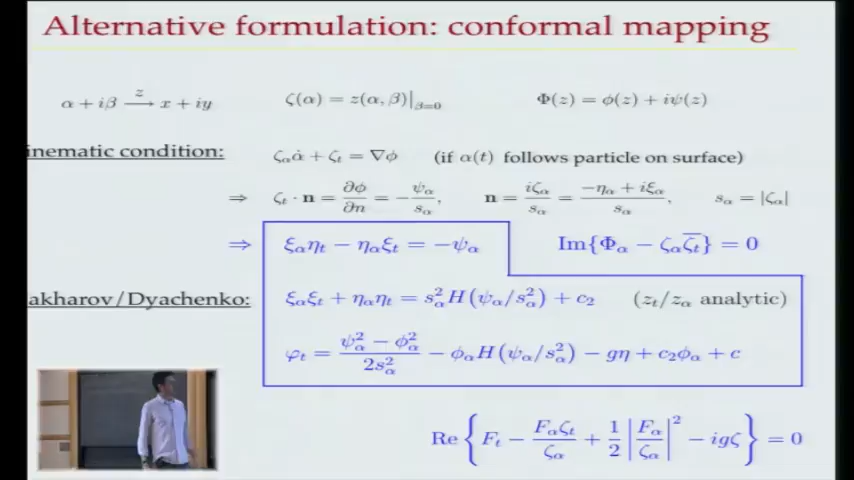 Alternative formulation: conformal mapping
α + iβ —z→ x + iy    ζ(α) = z(α, β)|_{β=0}    Φ(z) = φ(z) + iψ(z)
inematic condition:    ζ_α α̇ + ζ_t = ∇φ    (if α(t) follows particle on surface)
⇒ ζ_t · n = ∂φ/∂n = −ψ_α/s_α,    n = iζ_α/s_α = (−η_α + iξ_α)/s_α,    s_α = |ζ_α|
⇒ ξ_α η_t − η_α ξ_t = −ψ_α    Im{Φ_α − ζ_α ζ̅_t} = 0
akharov/Dyachenko:    ξ_α ξ_t + η_α η_t = s_α² H(ψ_α/s_α²) + c₂    (z_t/z_α analytic)
φ_t = (ψ_α² − φ_α²)/(2s_α²) − φ_α H(ψ_α/s_α²) − gη + c₂φ_α + c
Re { F_t − F_α ζ_t/ζ_α + 1/2 |F_α/ζ_α|² − igζ } = 0